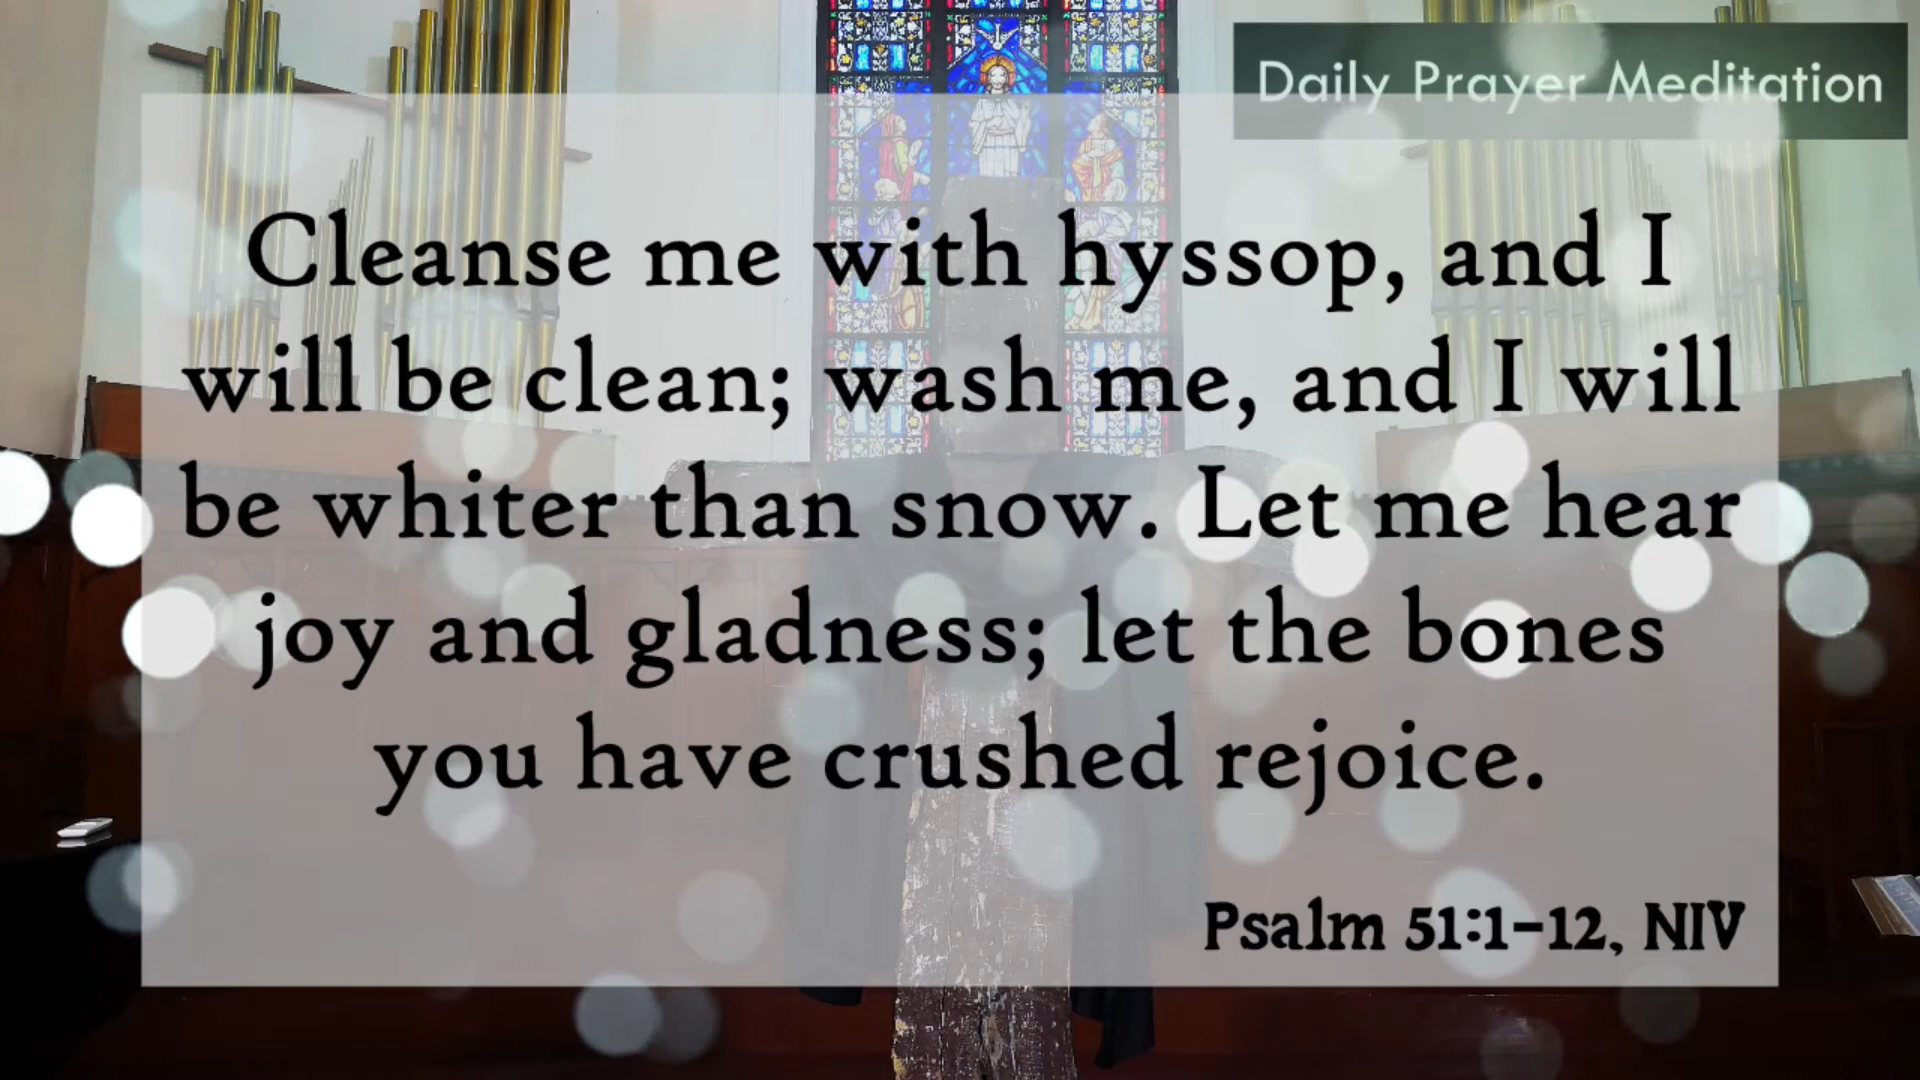 Daily Prayer Meditation
Cleanse me with hyssop, and I
will be clean; wash me, and I will
be whiter than snow. Let me hear
joy and gladness; let the bones
you have crushed rejoice.
Psalm 51:1-12, NIV